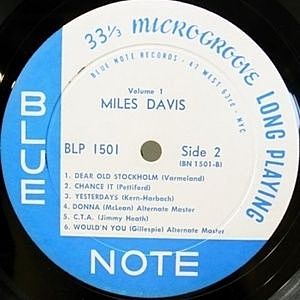 33⅓ MICROGROOVE LONG PLAYING
BLUE NOTE RECORDS · 47 WEST 63rd · NYC
Volume 1
MILES DAVIS
BLP 1501
Side 2
(BN 1501-B)
1. DEAR OLD STOCKHOLM (Varmeland)
2. CHANCE IT (Pettiford)
3. YESTERDAYS (Kern-Harbach)
4. DONNA (McLean) Alternate Master
5. C.T.A. (Jimmy Heath)
6. WOULD'N YOU (Gillespie) Alternate Master
BLUE
NOTE